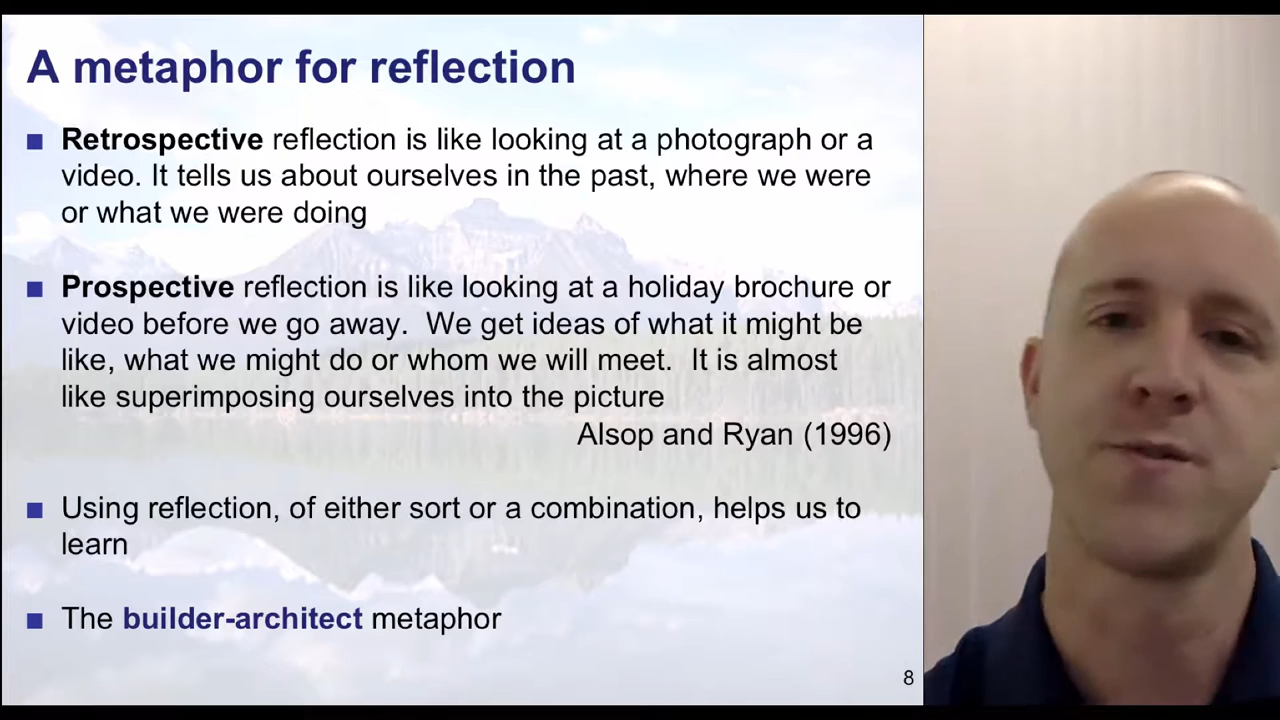 A metaphor for reflection
Retrospective reflection is like looking at a photograph or a
video. It tells us about ourselves in the past, where we were
or what we were doing
Prospective reflection is like looking at a holiday brochure or
video before we go away.  We get ideas of what it might be
like, what we might do or whom we will meet.  It is almost
like superimposing ourselves into the picture
Alsop and Ryan (1996)
Using reflection, of either sort or a combination, helps us to
learn
The builder-architect metaphor
8